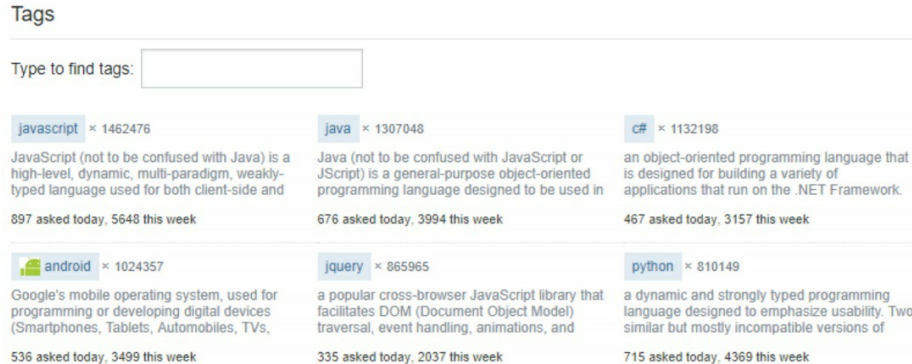 Tags
Type to find tags:
javascript × 1462476
JavaScript (not to be confused with Java) is a
high-level, dynamic, multi-paradigm, weakly-
typed language used for both client-side and
897 asked today, 5648 this week
java × 1307048
Java (not to be confused with JavaScript or
JScript) is a general-purpose object-oriented
programming language designed to be used in
676 asked today, 3994 this week
c# × 1132198
an object-oriented programming language that
is designed for building a variety of
applications that run on the .NET Framework.
467 asked today, 3157 this week
android × 1024357
Google's mobile operating system, used for
programming or developing digital devices
(Smartphones, Tablets, Automobiles, TVs,
536 asked today, 3499 this week
jquery × 865965
a popular cross-browser JavaScript library that
facilitates DOM (Document Object Model)
traversal, event handling, animations, and
335 asked today, 2037 this week
python × 810149
a dynamic and strongly typed programming
language designed to emphasize usability. Two
similar but mostly incompatible versions of
715 asked today, 4369 this week